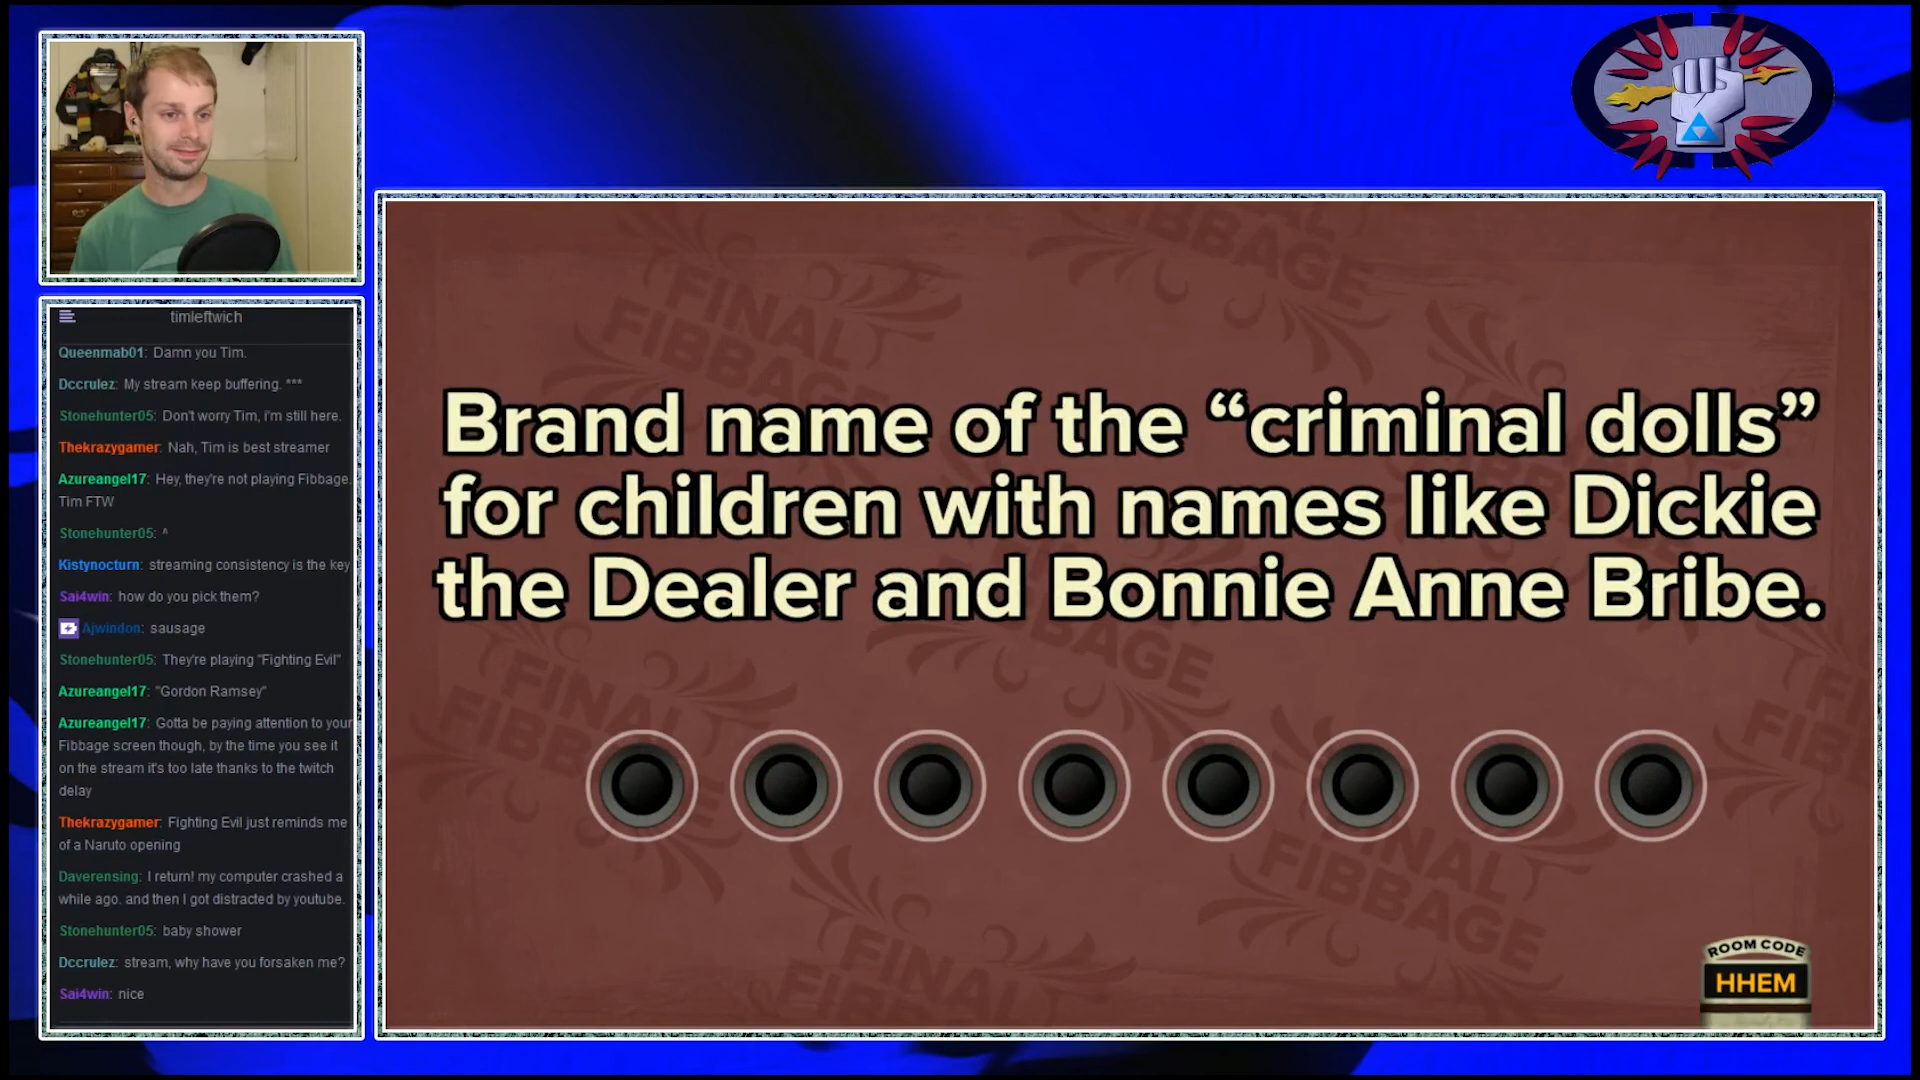 timleftwich
Queenmab01: Damn you Tim.
Dccrulez: My stream keep buffering. ***
Stonehunter05: Don't worry Tim, i'm still here.
Thekrazygamer: Nah, Tim is best streamer
Azureangel17: Hey, they're not playing Fibbage.
Tim FTW
Stonehunter05: ^
Kistynocturn: streaming consistency is the key
Sai4win: how do you pick them?
Ajwindon: sausage
Stonehunter05: They're playing "Fighting Evil"
Azureangel17: "Gordon Ramsey"
Azureangel17: Gotta be paying attention to your
Fibbage screen though, by the time you see it
on the stream it's too late thanks to the twitch
delay
Thekrazygamer: Fighting Evil just reminds me
of a Naruto opening
Daverensing: I return! my computer crashed a
while ago. and then I got distracted by youtube.
Stonehunter05: baby shower
Dccrulez: stream, why have you forsaken me?
Sai4win: nice
Brand name of the “criminal dolls”
for children with names like Dickie
the Dealer and Bonnie Anne Bribe.
FINAL
FIBBAGE
FINAL
FIBBAGE
ROOM CODE
HHEM